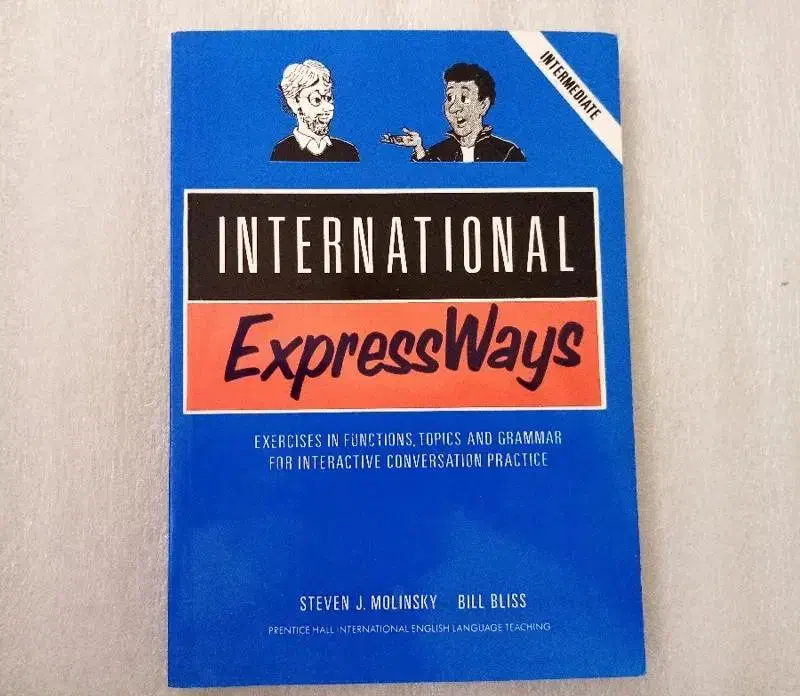 INTERMEDIATE
INTERNATIONAL
ExpressWays
EXERCISES IN FUNCTIONS, TOPICS AND GRAMMAR
FOR INTERACTIVE CONVERSATION PRACTICE
STEVEN J. MOLINSKY BILL BLISS
PRENTICE HALL INTERNATIONAL ENGLISH LANGUAGE TEACHING